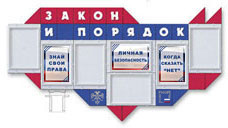 ЗАКОН
И ПОРЯДОК
ЗНАЙ
СВОИ
ПРАВА
ЛИЧНАЯ
БЕЗОПАСНОСТЬ
КОГДА
СКАЗАТЬ
"НЕТ"